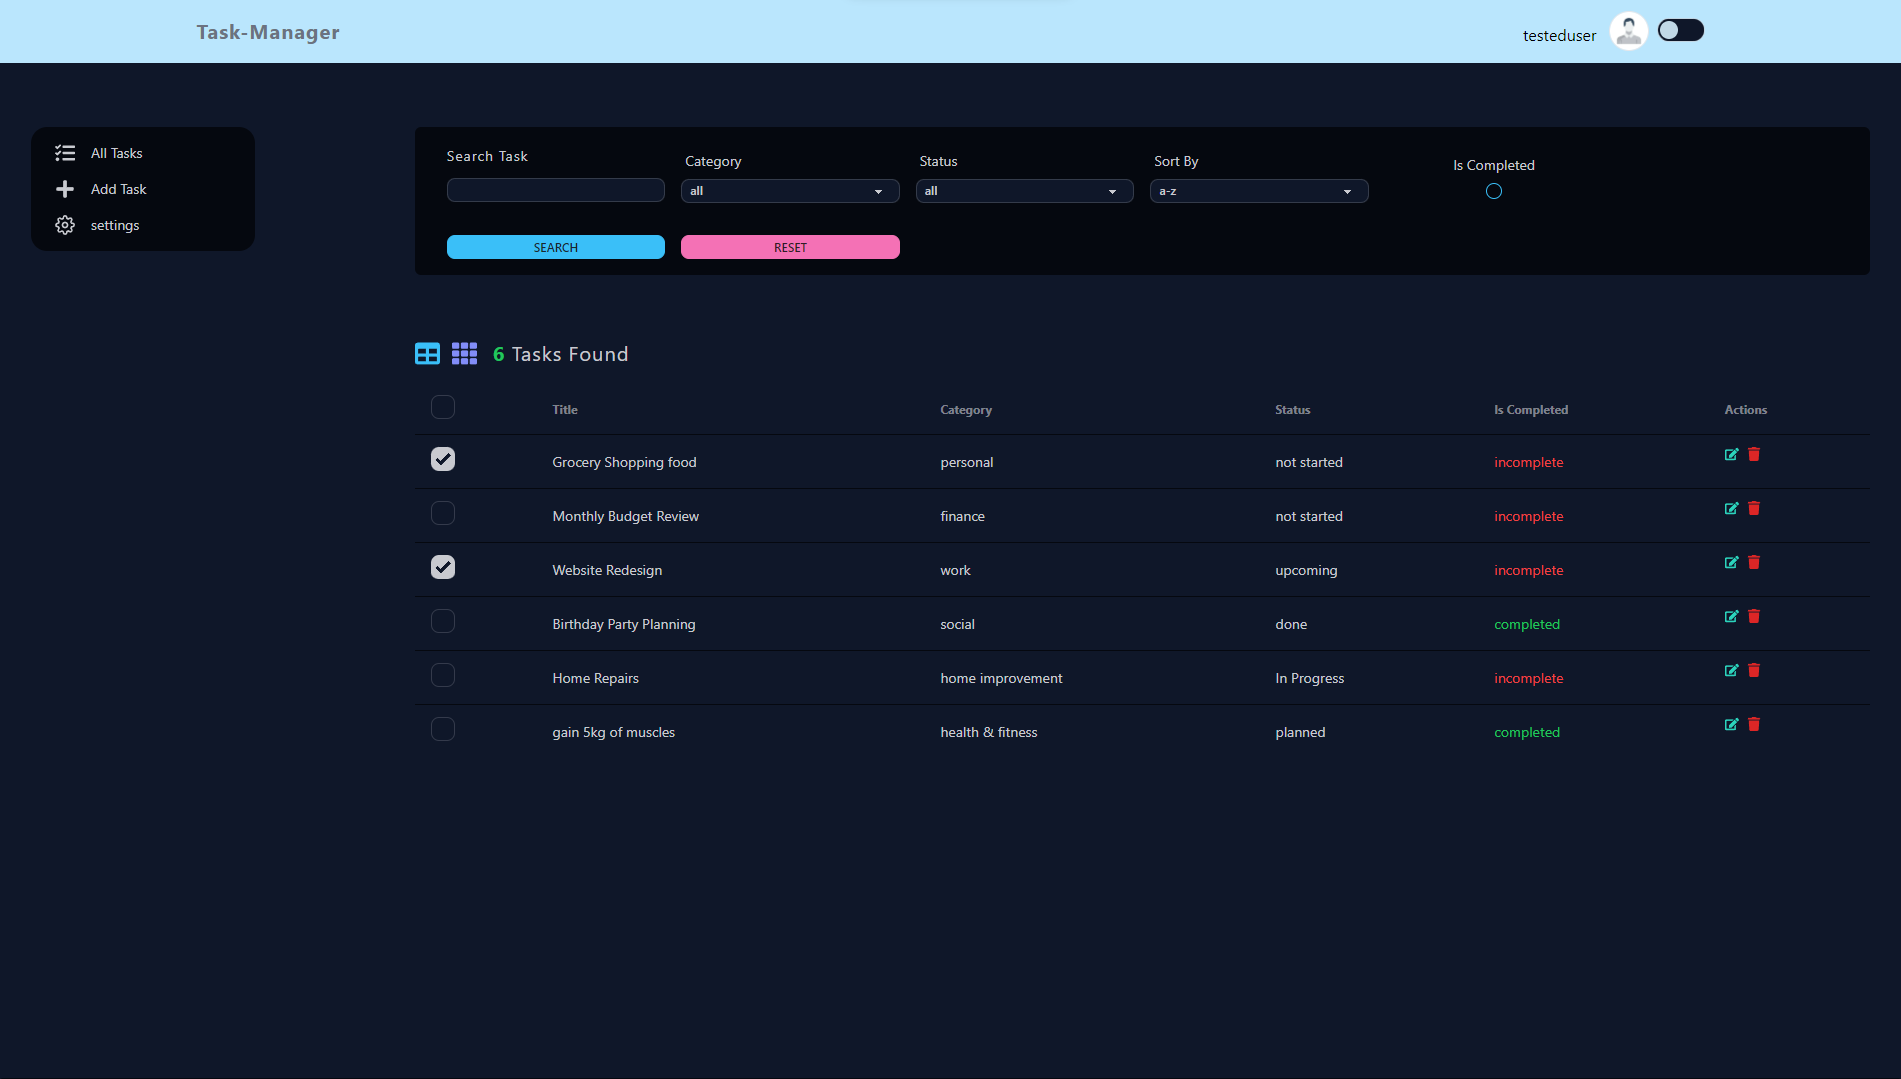 Task-Manager
testeduser
All Tasks
Add Task
settings
Search Task
Category
Status
Sort By
Is Completed
all
all
a-z
SEARCH
RESET
6 Tasks Found
Title Category Status Is Completed Actions
Grocery Shopping food personal not started incomplete
Monthly Budget Review finance not started incomplete
Website Redesign work upcoming incomplete
Birthday Party Planning social done completed
Home Repairs home improvement In Progress incomplete
gain 5kg of muscles health & fitness planned completed